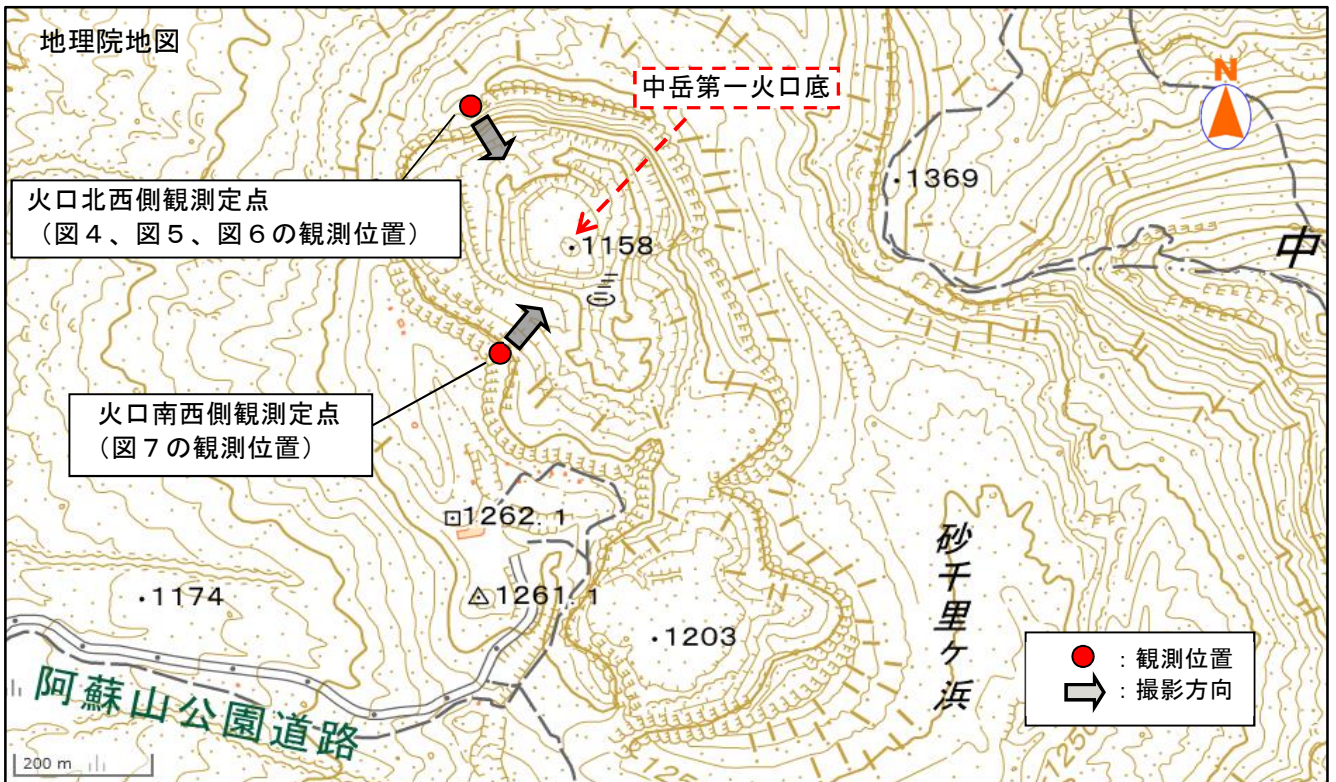 地理院地図
中岳第一火口底
N
1369
火口北西側観測定点
（図４、図５、図６の観測位置）
1158
中
火口南西側観測定点
（図７の観測位置）
1262.1
砂千里ヶ浜
1174
1261.1
1203
：観測位置
：撮影方向
阿蘇山公園道路
200 m
125
1250